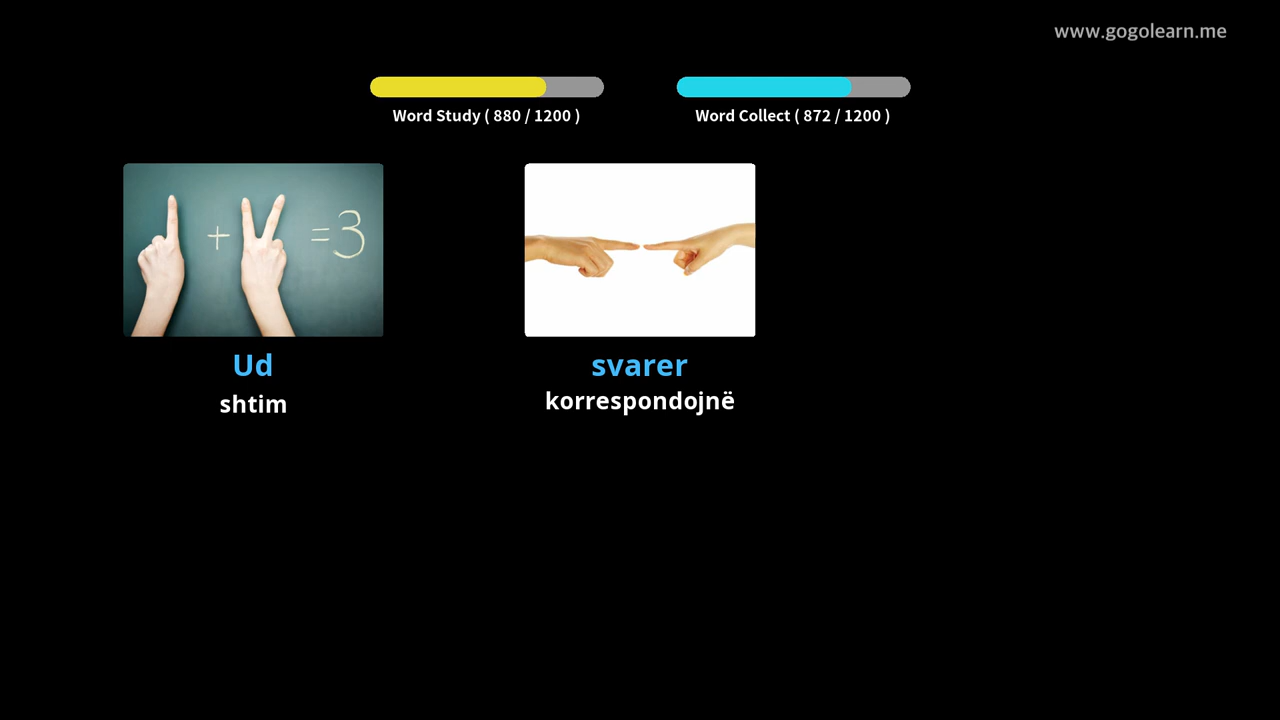 www.gogolearn.me
Word Study ( 880 / 1200 )
Word Collect ( 872 / 1200 )
+ =3
Ud
shtim
svarer
korrespondojnë